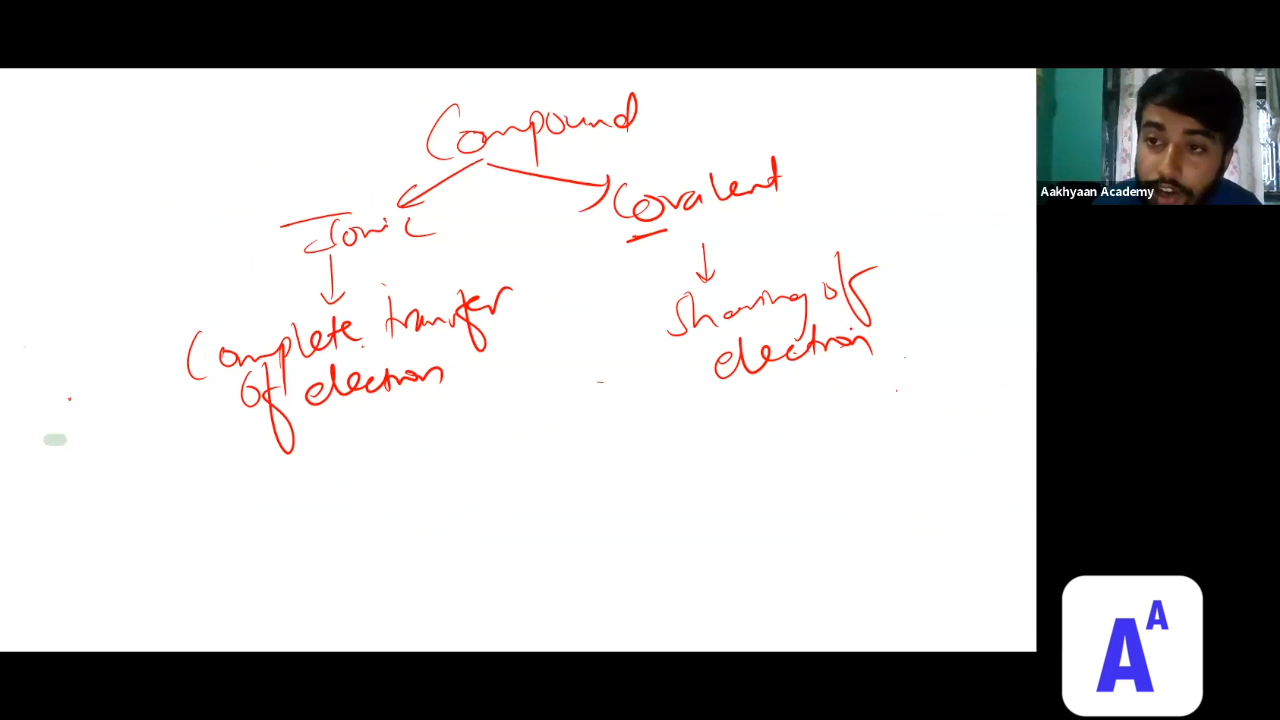 Compound
Ionic
Covalent
Complete transfer
of electron
Sharing of
electron
Aakhyaan Academy
A A